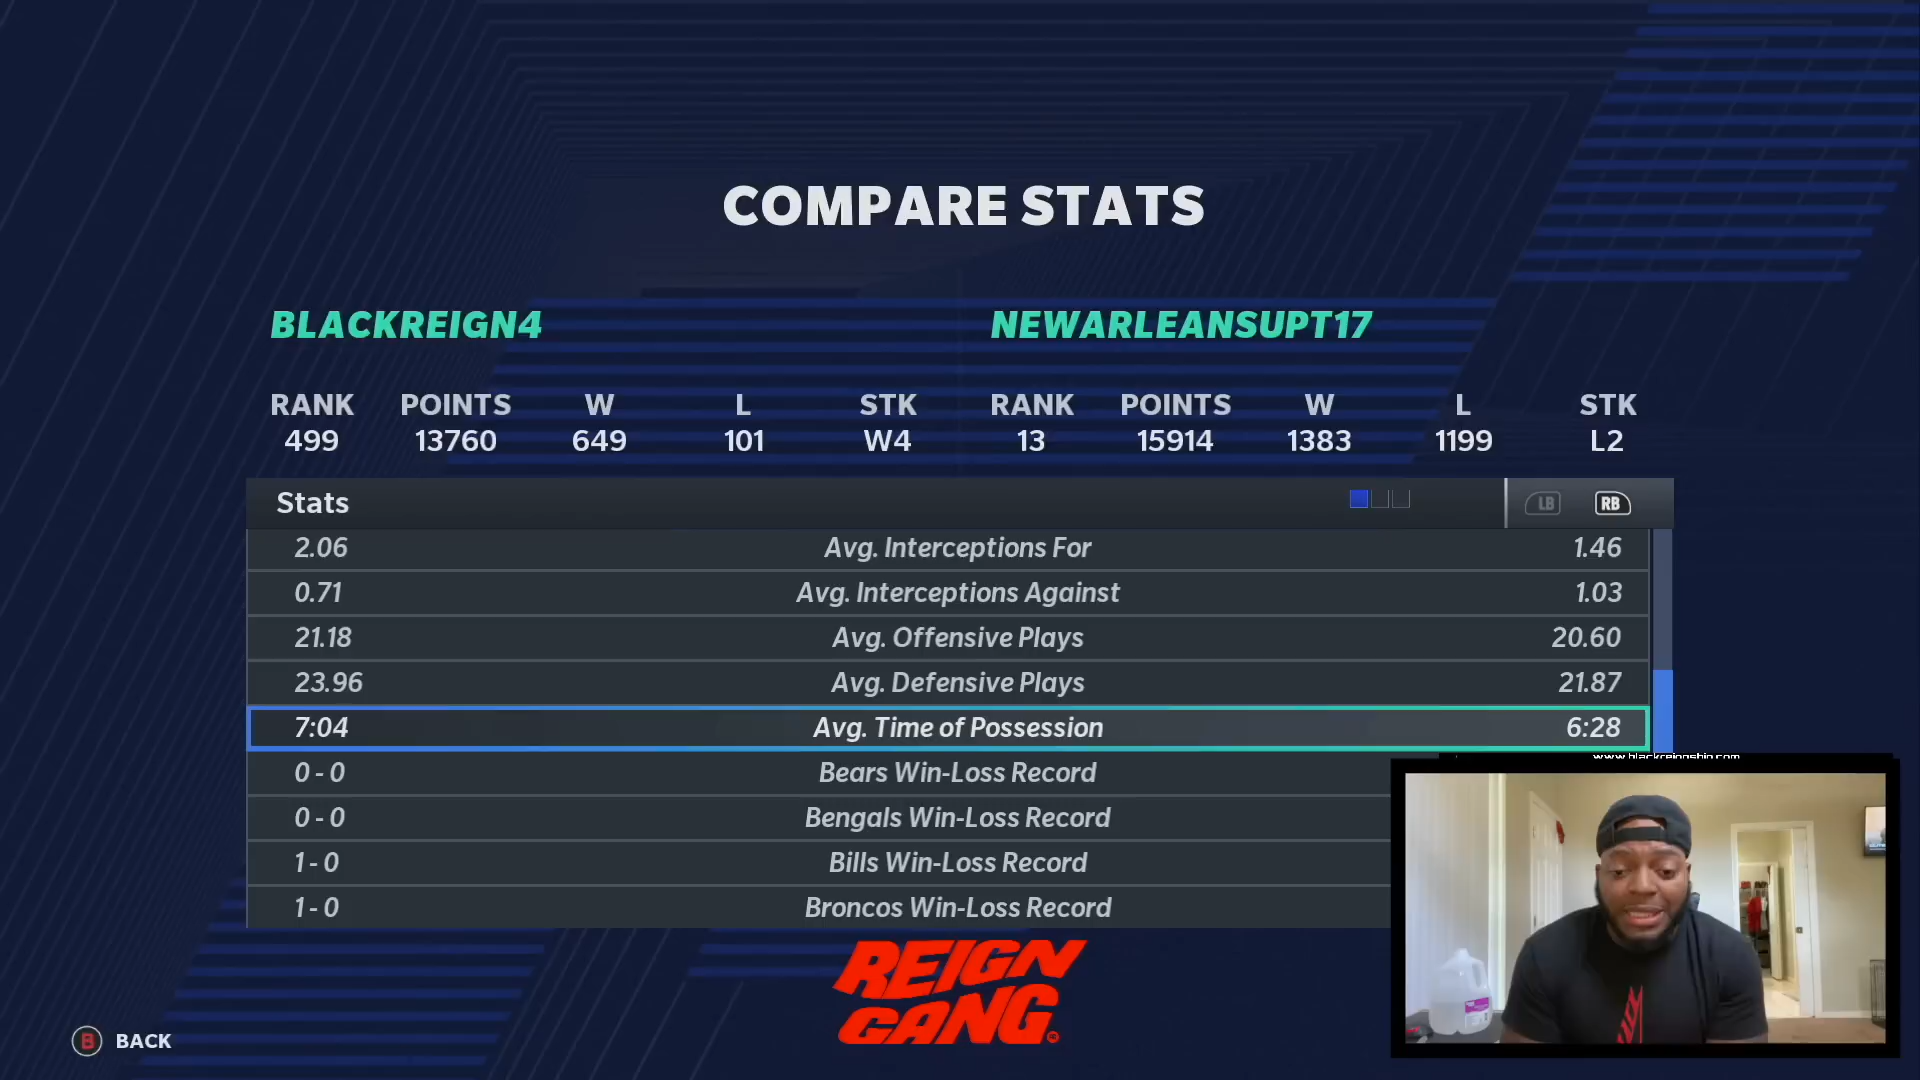 COMPARE STATS
BLACKREIGN4 NEWARLEANSUPT17
RANK POINTS W L STK RANK POINTS W L STK
499 13760 649 101 W4 13 15914 1383 1199 L2
Stats LB RB
2.06 Avg. Interceptions For 1.46
0.71 Avg. Interceptions Against 1.03
21.18 Avg. Offensive Plays 20.60
23.96 Avg. Defensive Plays 21.87
7:04 Avg. Time of Possession 6:28
0 - 0 Bears Win-Loss Record
0 - 0 Bengals Win-Loss Record
1 - 0 Bills Win-Loss Record
1 - 0 Broncos Win-Loss Record
REIGN
GANG
B BACK